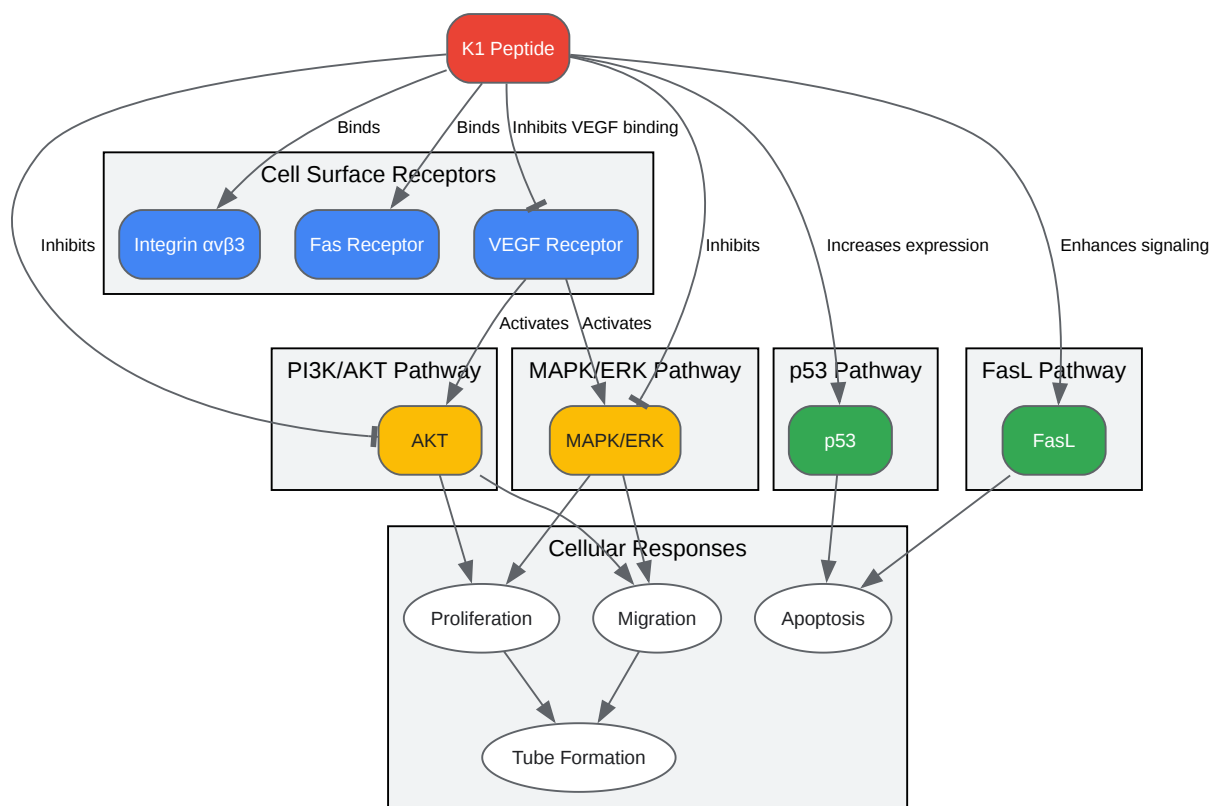 K1 Peptide
Binds
Binds
Inhibits VEGF binding
Cell Surface Receptors
Integrin αvβ3
Fas Receptor
VEGF Receptor
Inhibits
Inhibits
Increases expression
Enhances signaling
Activates
Activates
PI3K/AKT Pathway
MAPK/ERK Pathway
p53 Pathway
FasL Pathway
AKT
MAPK/ERK
p53
FasL
Cellular Responses
Proliferation
Migration
Apoptosis
Tube Formation